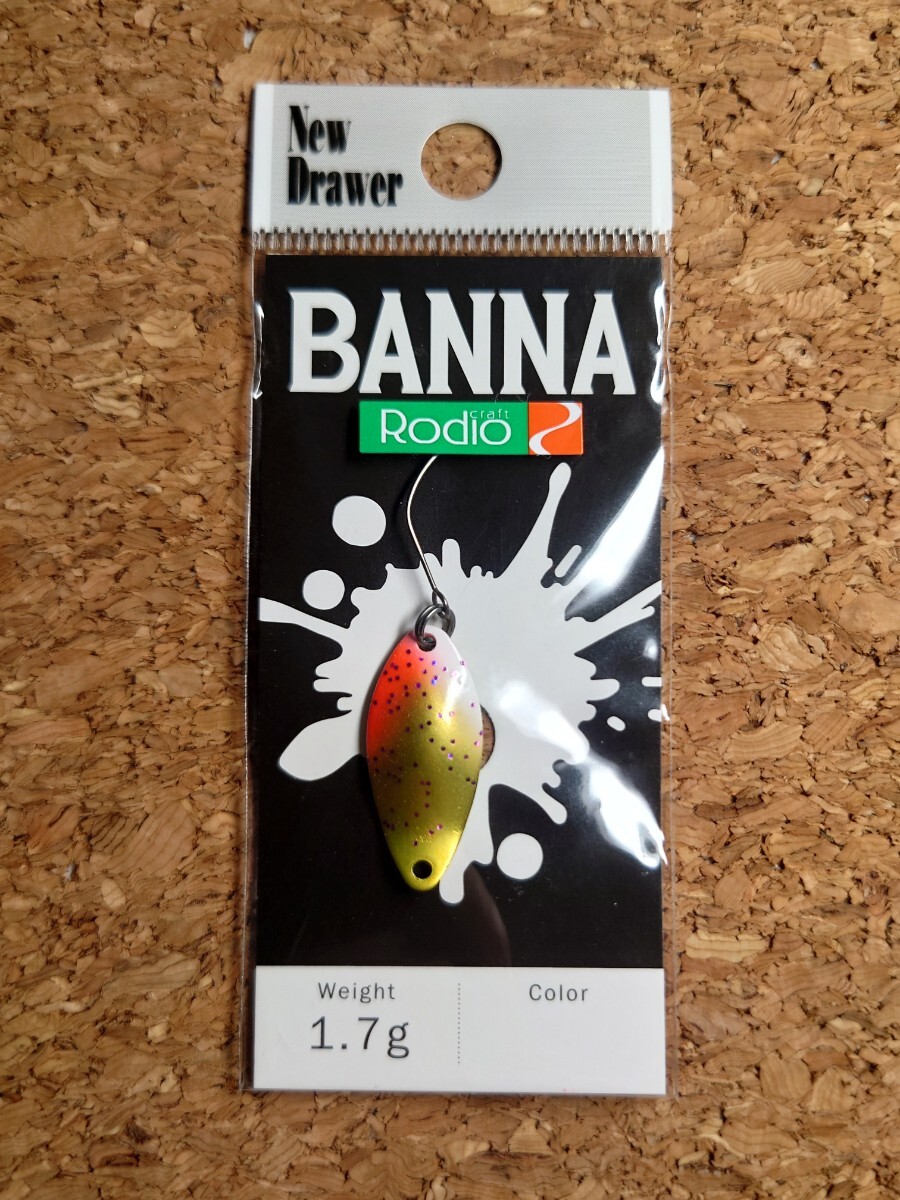 New
Drawer
BANNA
Rodio craft
Weight
1.7g
Color